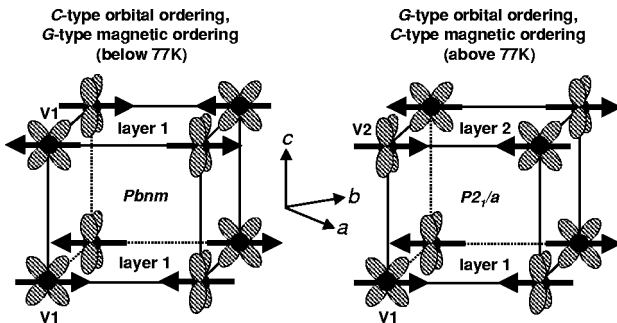 C-type orbital ordering,
G-type magnetic ordering
(below 77K)
G-type orbital ordering,
C-type magnetic ordering
(above 77K)
V1
layer 1
Pbnm
layer 1
V1
c
b
a
V2
layer 2
P2₁/a
layer 1
V1